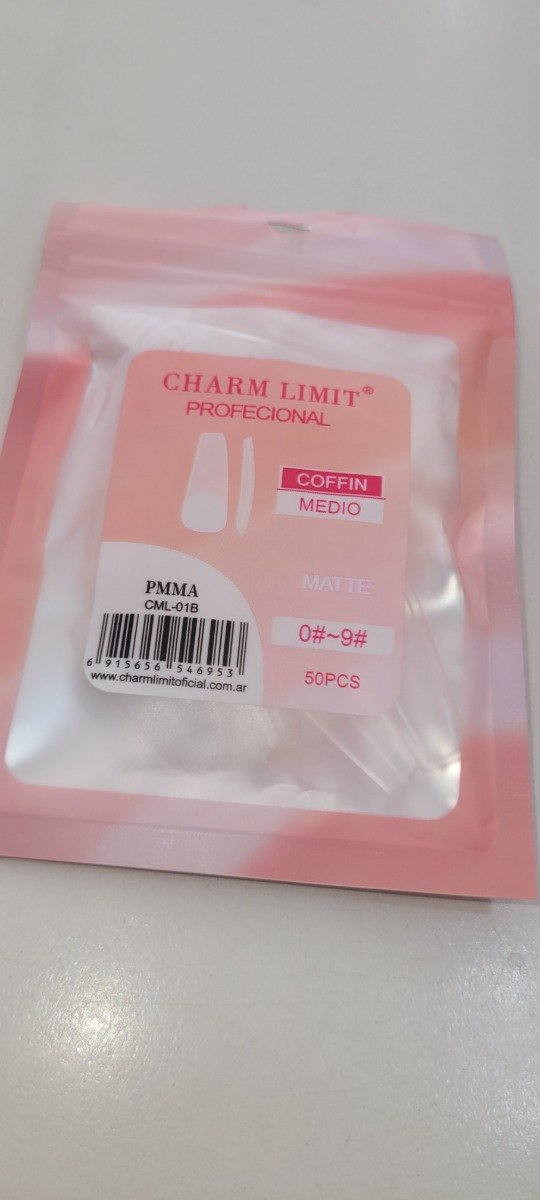 CHARM LIMIT®
PROFECIONAL
COFFIN
MEDIO
MATTE
0#~9#
50PCS
PMMA
CML-01B
6 915656 546953
www.charmlimitoficial.com.ar